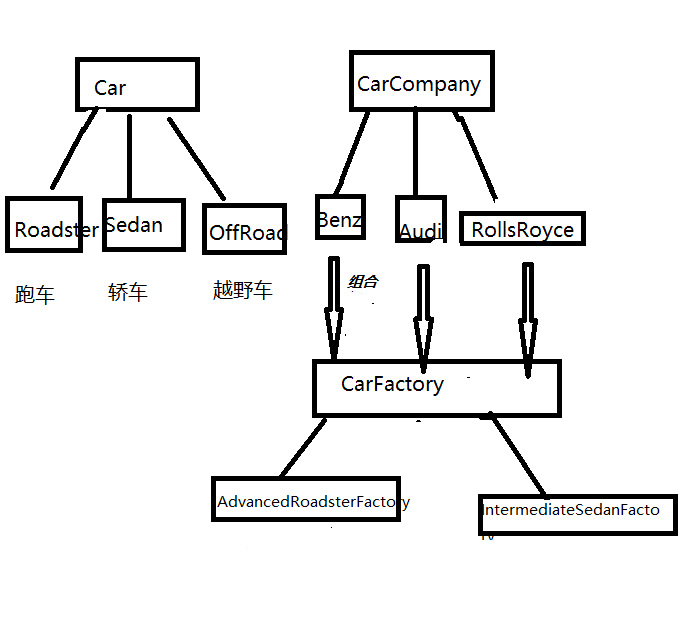 Car
CarCompany
Roadster
Sedan
OffRoad
Benz
Audi
RollsRoyce
跑车
轿车
越野车
组合
CarFactory
AdvancedRoadsterFactory
IntermediateSedanFacto
ry